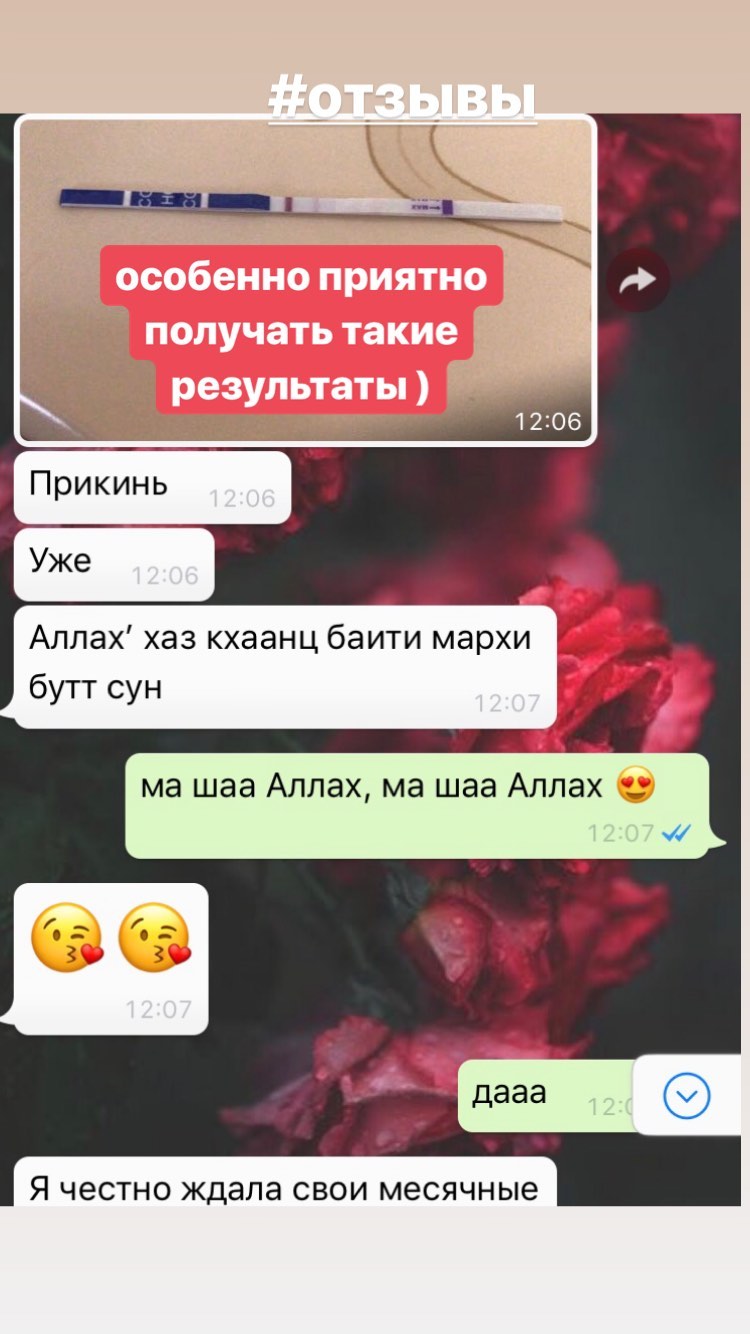 #отзывы
особенно приятно
получать такие
результаты )
12:06
Прикинь
12:06
Уже
12:06
Аллах’ хаз кхаанц баити мархи
бутт сун
12:07
ма шаа Аллах, ма шаа Аллах 😍
12:07
😘 😘
12:07
дааа
12:0
Я честно ждала свои месячные